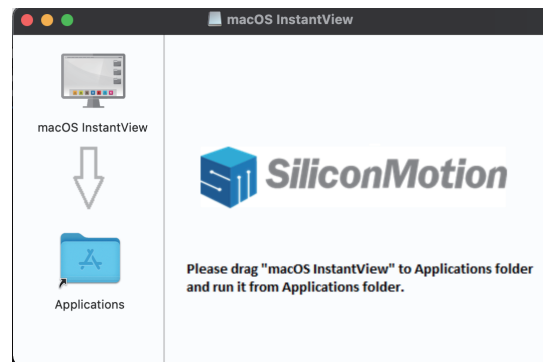 macOS InstantView
macOS InstantView
Applications
SiliconMotion
Please drag "macOS InstantView" to Applications folder
and run it from Applications folder.